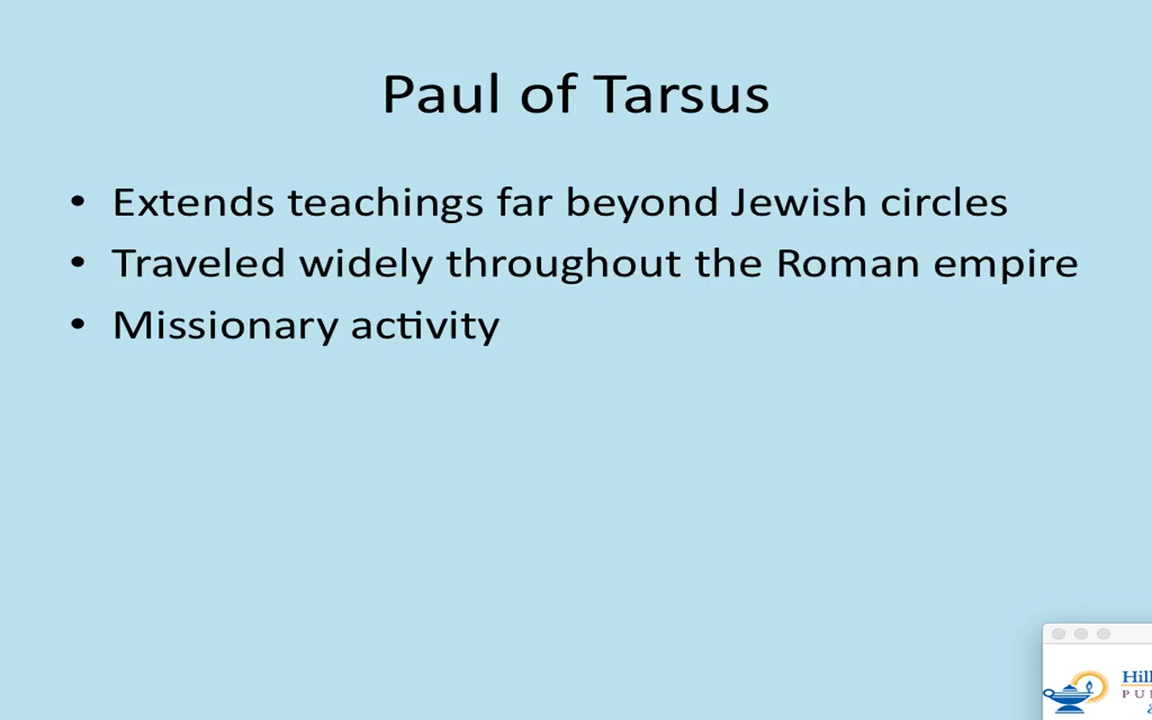 Paul of Tarsus
• Extends teachings far beyond Jewish circles
• Traveled widely throughout the Roman empire
• Missionary activity